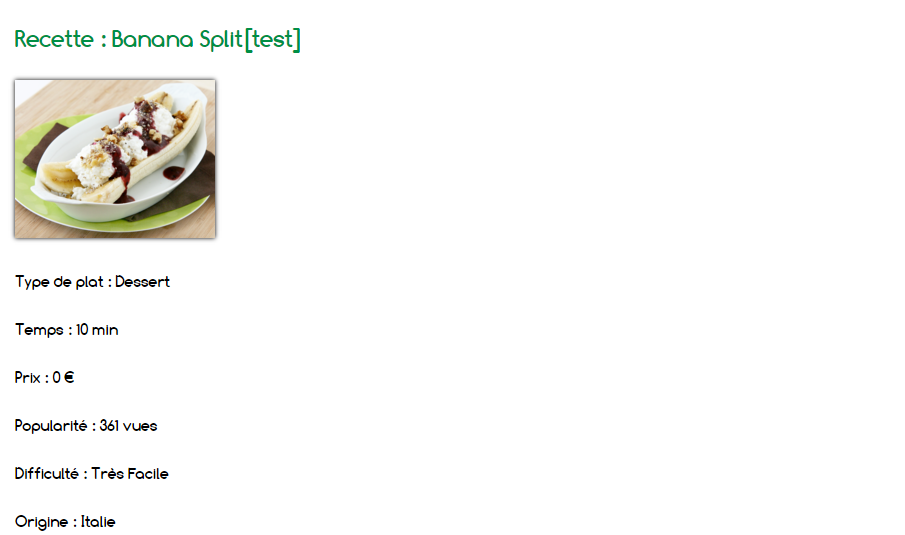 Recette : Banana Split[test]
Type de plat : Dessert
Temps : 10 min
Prix : 0 €
Popularité : 361 vues
Difficulté : Très Facile
Origine : Italie